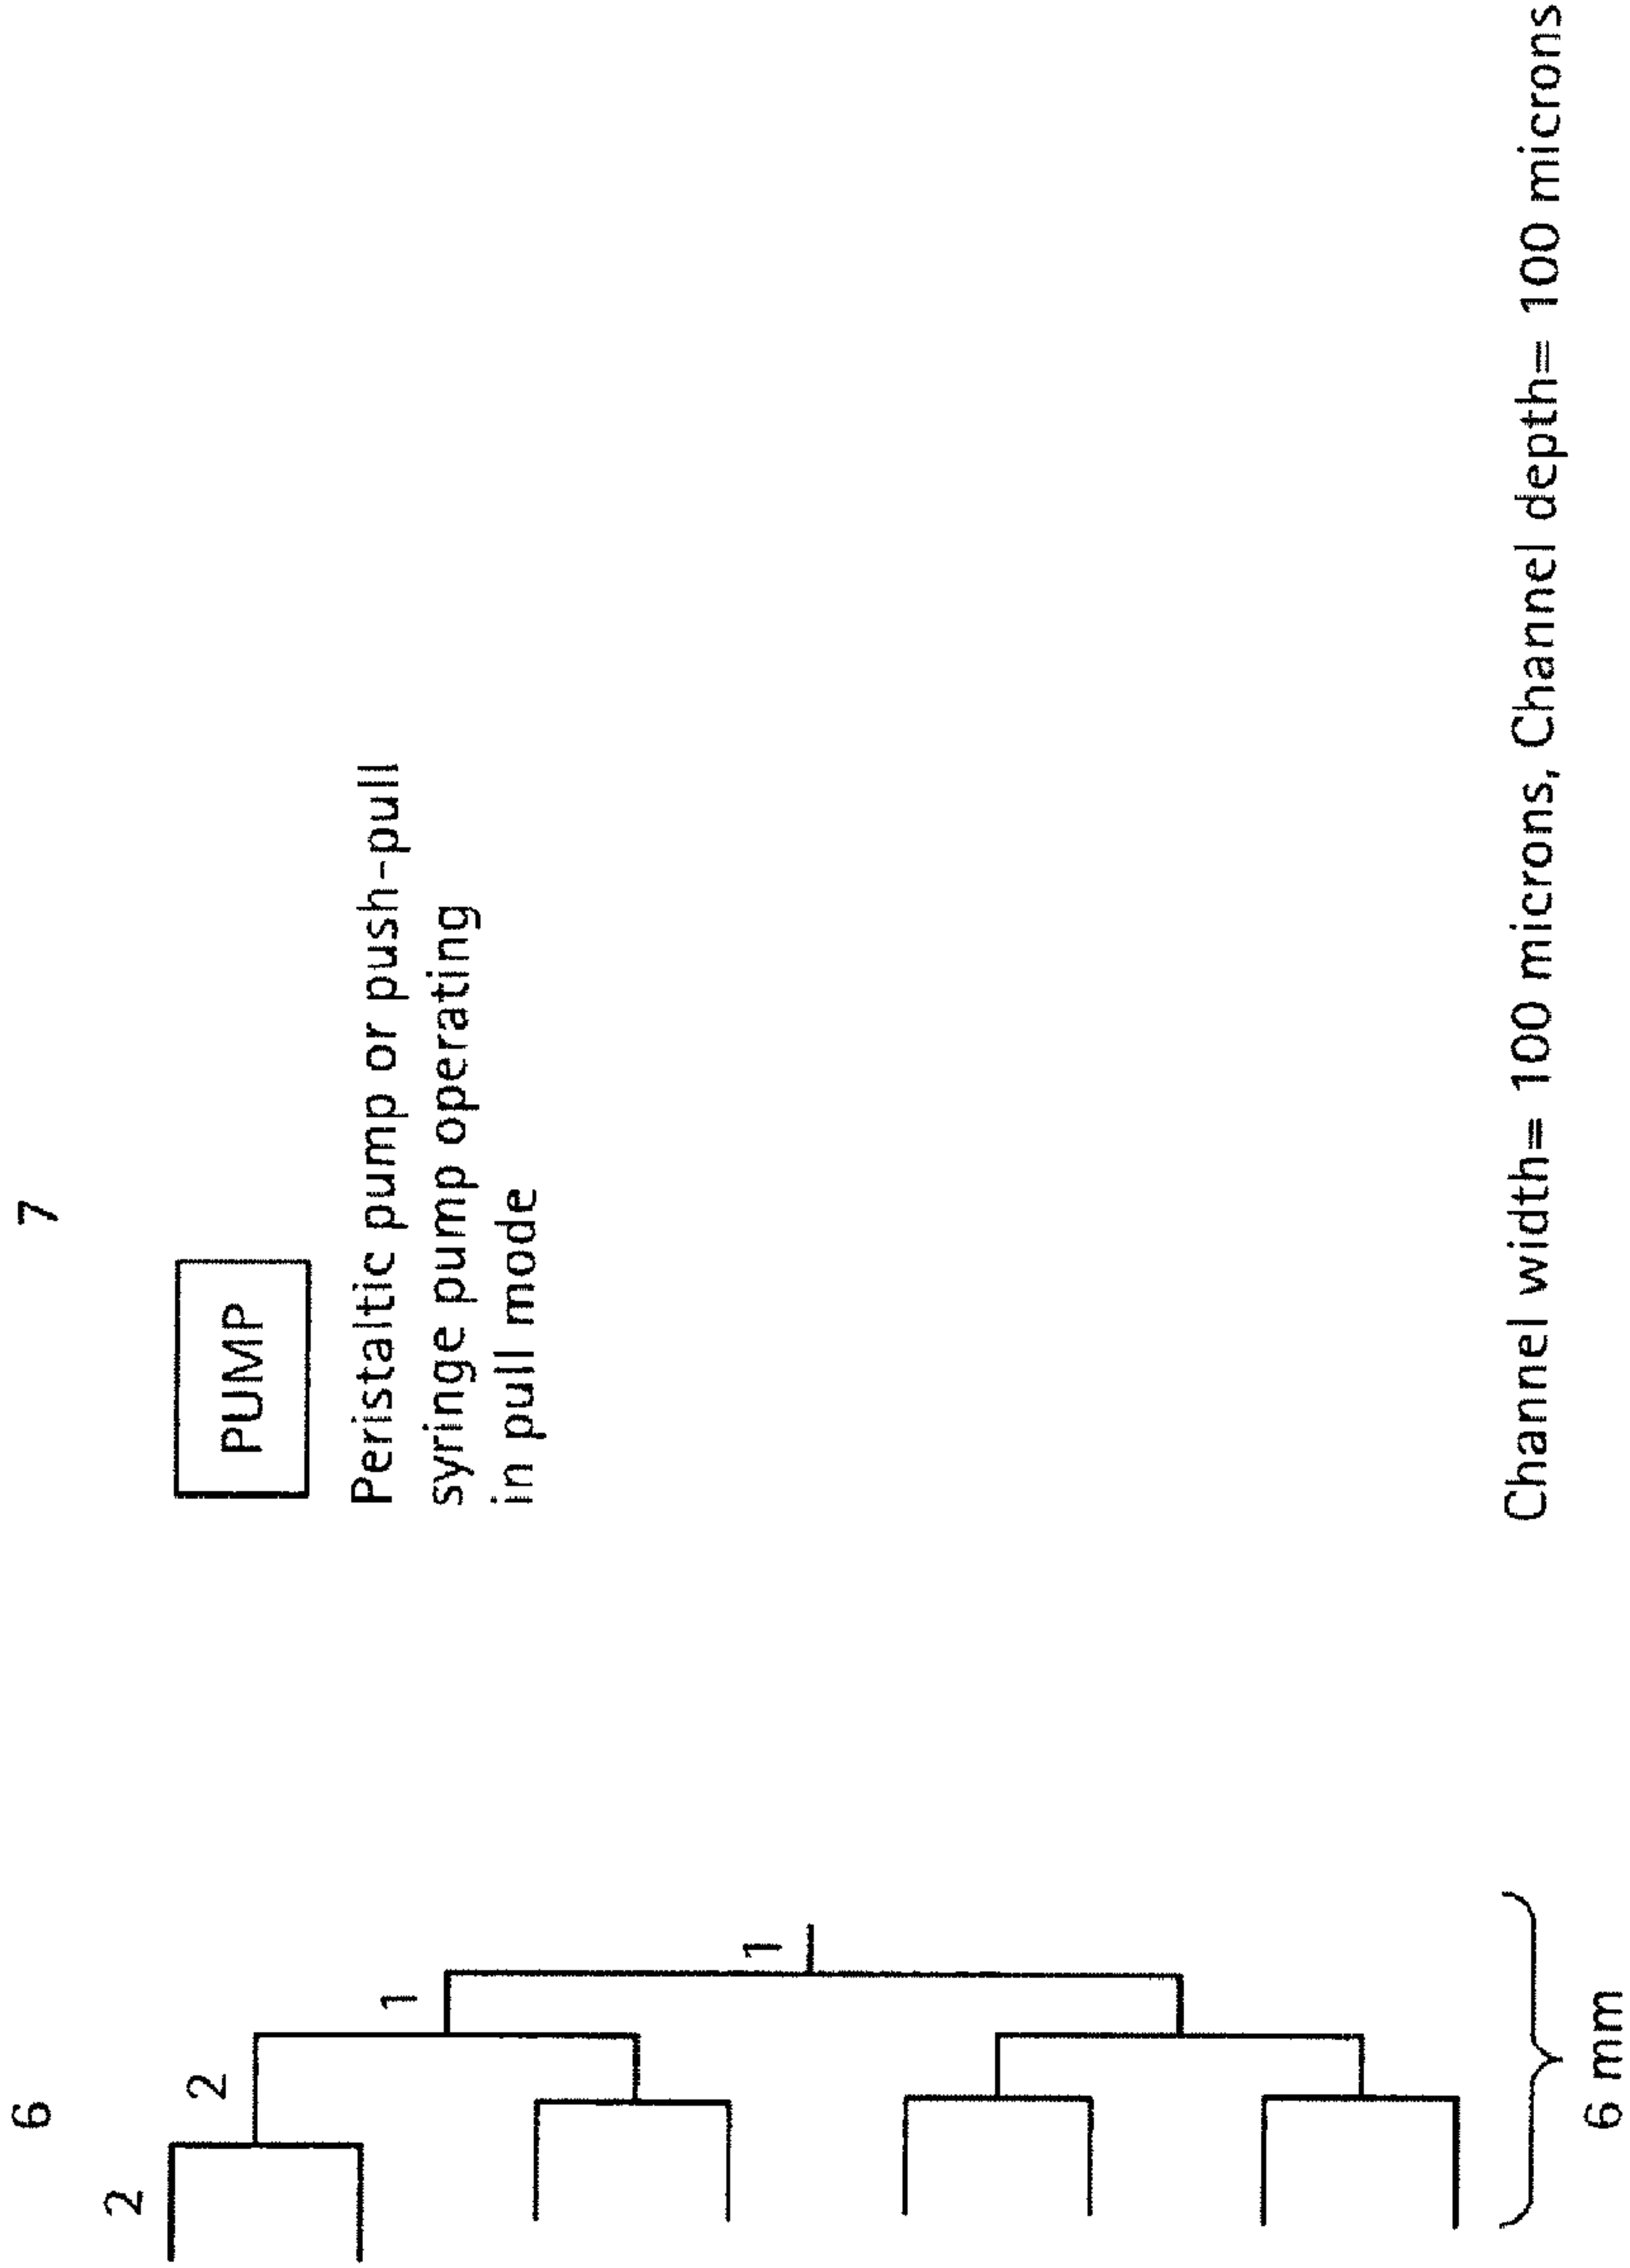 6
7
2
2
1
1
6 mm
PUMP
Peristaltic pump or push-pull
syringe pump operating
in pull mode
Channel width= 100 microns, Channel depth= 100 microns